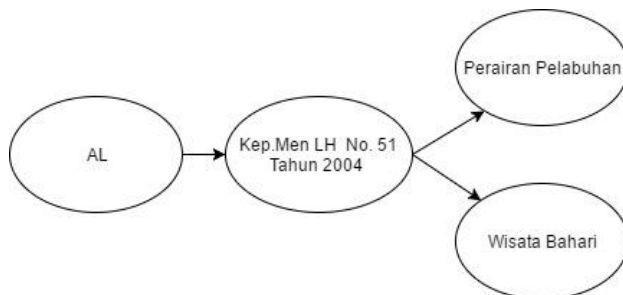 Perairan Pelabuhan
AL
Kep.Men LH No. 51
Tahun 2004
Wisata Bahari